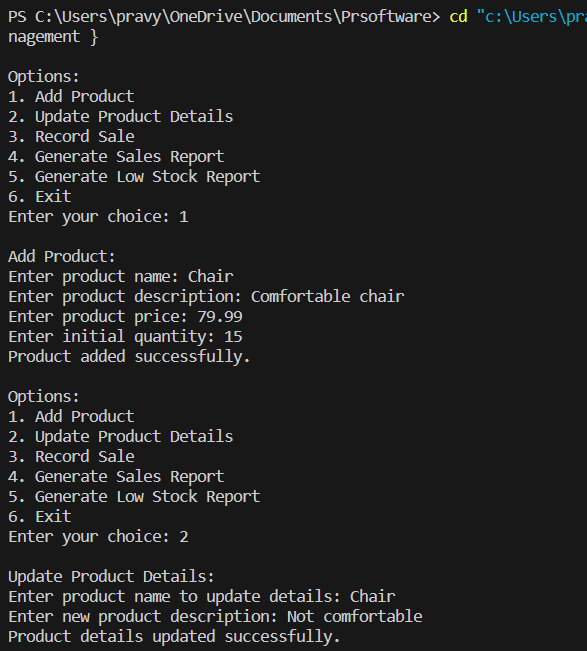 PS C:\Users\pravy\OneDrive\Documents\Prsoftware> cd "c:\Users\pra
nagement }
Options:
1. Add Product
2. Update Product Details
3. Record Sale
4. Generate Sales Report
5. Generate Low Stock Report
6. Exit
Enter your choice: 1
Add Product:
Enter product name: Chair
Enter product description: Comfortable chair
Enter product price: 79.99
Enter initial quantity: 15
Product added successfully.
Options:
1. Add Product
2. Update Product Details
3. Record Sale
4. Generate Sales Report
5. Generate Low Stock Report
6. Exit
Enter your choice: 2
Update Product Details:
Enter product name to update details: Chair
Enter new product description: Not comfortable
Product details updated successfully.